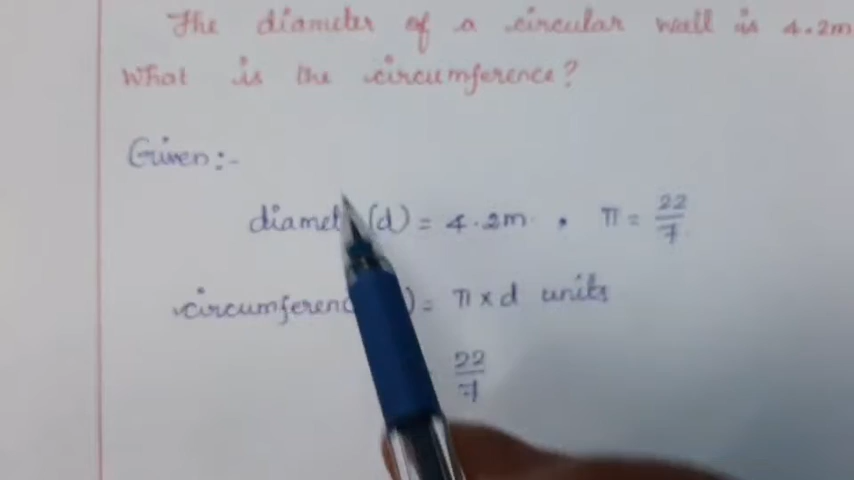 The diameter of a circular well is 4.2m
What is the circumference?
Given:-
(d) = 4.2m. , π = 22/7
= π × d units
22/7